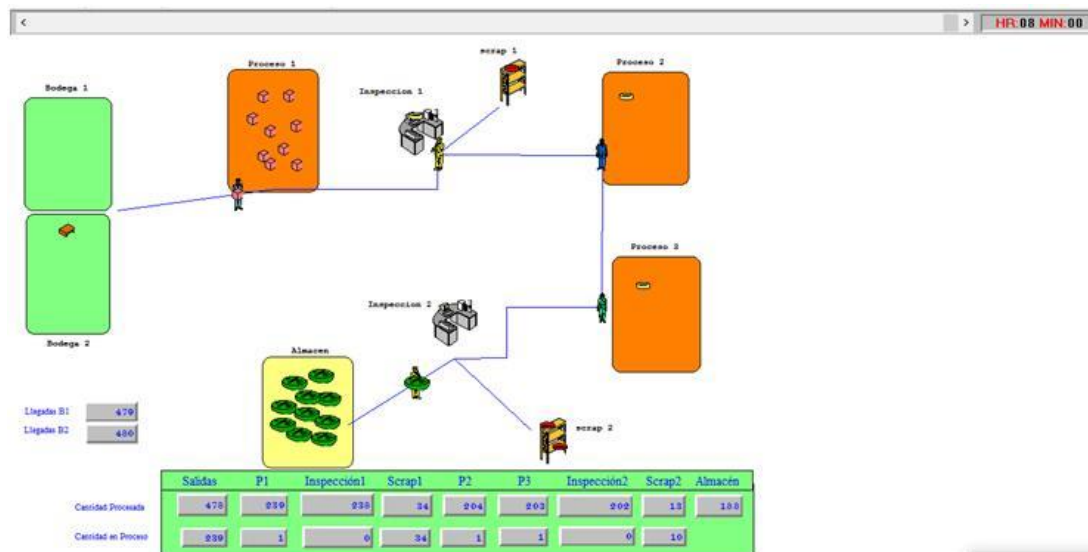 HR:08 MIN:00
scrap 1
Proceso 1
Proceso 2
Bodega 1
Inspeccion 1
Proceso 3
Inspeccion 2
Bodega 2
Almacen
Llegadas B1 479
Llegadas B2 480
scrap 2
Salidas P1 Inspección1 Scrap1 P2 P3 Inspección2 Scrap2 Almacén
Cantidad Procesada 478 239 238 34 204 203 202 13 188
Cantidad en Proceso 239 1 0 34 1 1 0 10